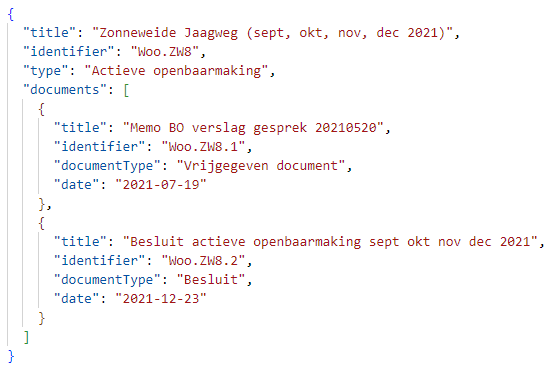 {
"title": "Zonneweide Jaagweg (sept, okt, nov, dec 2021)",
"identifier": "Woo.ZW8",
"type": "Actieve openbaarmaking",
"documents": [
{
"title": "Memo BO verslag gesprek 20210520",
"identifier": "Woo.ZW8.1",
"documentType": "Vrijgegeven document",
"date": "2021-07-19"
},
{
"title": "Besluit actieve openbaarmaking sept okt nov dec 2021",
"identifier": "Woo.ZW8.2",
"documentType": "Besluit",
"date": "2021-12-23"
}
]
}